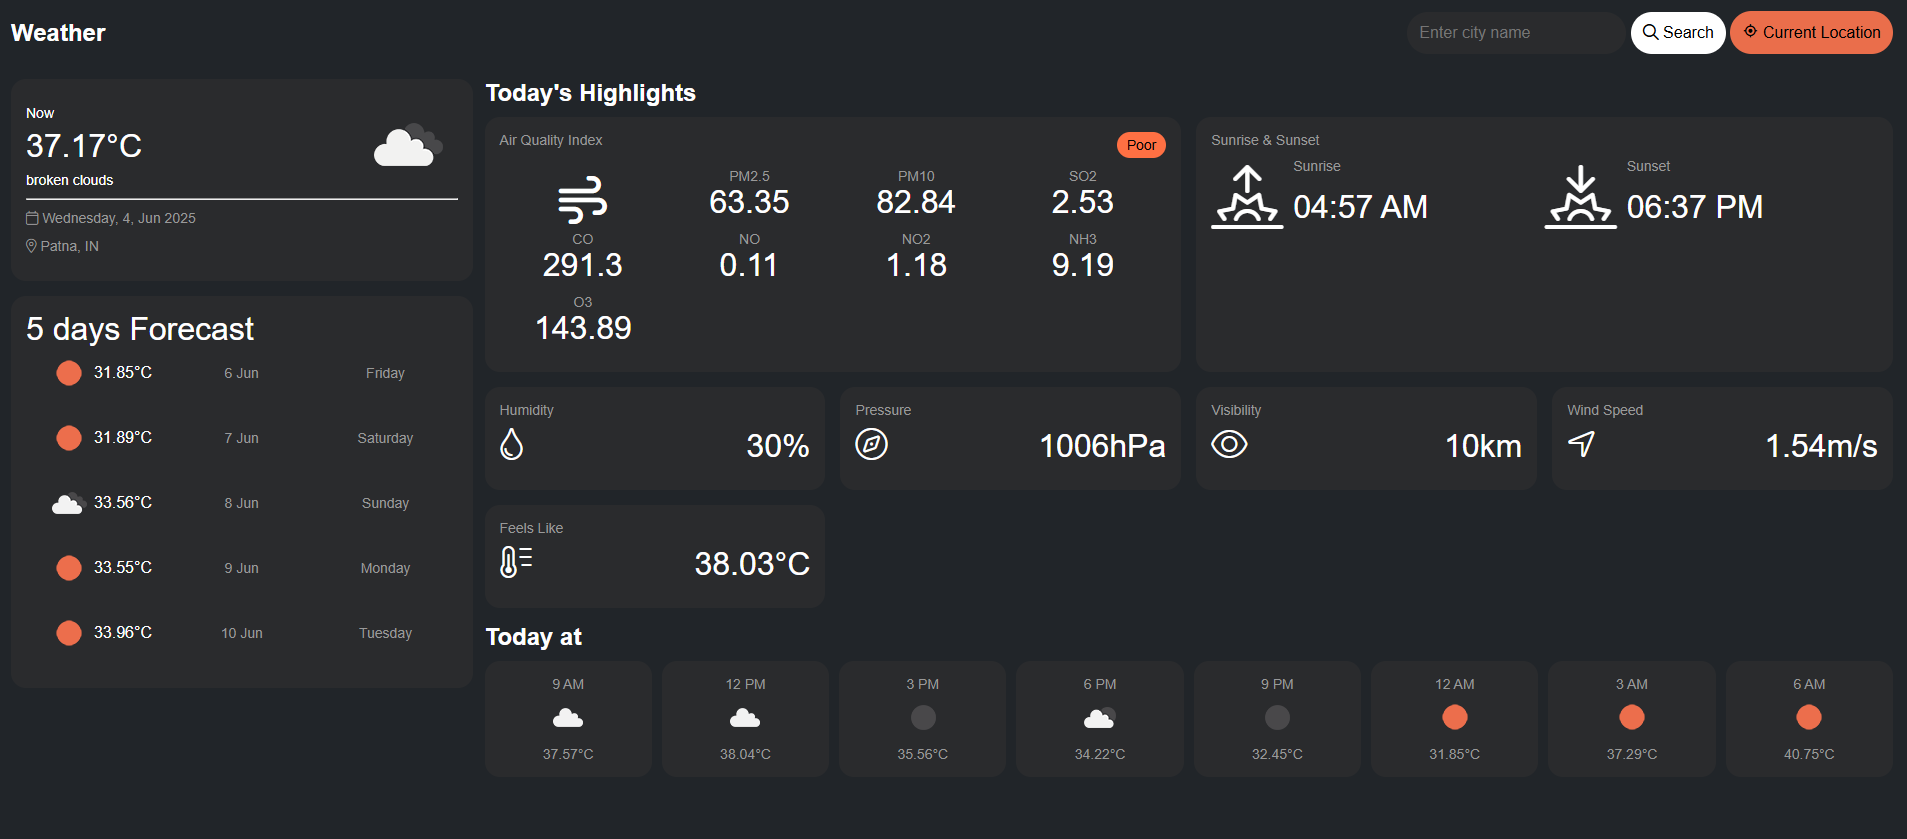 Weather
Enter city name
Search
Current Location
Now
37.17°C
broken clouds
Wednesday, 4, Jun 2025
Patna, IN
5 days Forecast
31.85°C 6 Jun Friday
31.89°C 7 Jun Saturday
33.56°C 8 Jun Sunday
33.55°C 9 Jun Monday
33.96°C 10 Jun Tuesday
Today's Highlights
Air Quality Index
Poor
PM2.5 PM10 SO2
63.35 82.84 2.53
CO NO NO2 NH3
291.3 0.11 1.18 9.19
O3
143.89
Sunrise & Sunset
Sunrise
04:57 AM
Sunset
06:37 PM
Humidity
30%
Pressure
1006hPa
Visibility
10km
Wind Speed
1.54m/s
Feels Like
38.03°C
Today at
9 AM 12 PM 3 PM 6 PM 9 PM 12 AM 3 AM 6 AM
37.57°C 38.04°C 35.56°C 34.22°C 32.45°C 31.85°C 37.29°C 40.75°C